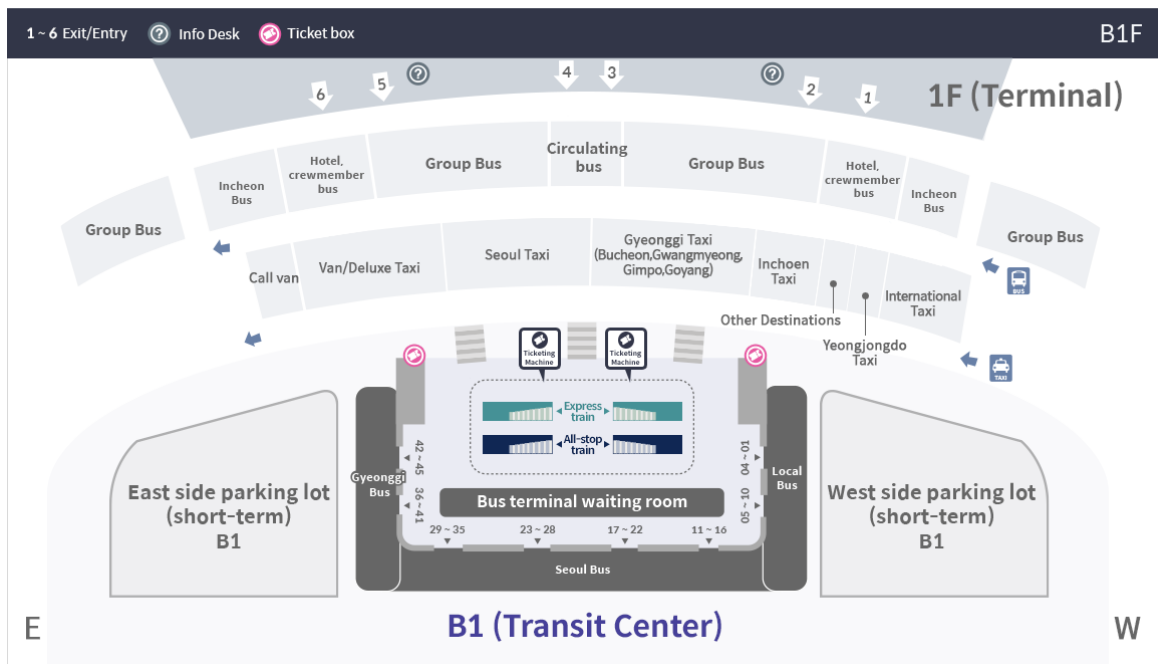 1 ~ 6 Exit/Entry
? Info Desk
Ticket box
B1F
6
5
?
4
3
?
2
1
1F (Terminal)
Group Bus
Incheon
Bus
Hotel,
crewmember
bus
Group Bus
Circulating
bus
Group Bus
Hotel,
crewmember
bus
Incheon
Bus
Group Bus
Call van
Van/Deluxe Taxi
Seoul Taxi
Gyeonggi Taxi
(Bucheon,Gwangmyeong,
Gimpo,Goyang)
Inchoen
Taxi
Other Destinations
Yeongjongdo
Taxi
International
Taxi
BUS
TAXI
Ticketing
Machine
Ticketing
Machine
Express
train
All-stop
train
East side parking lot
(short-term)
B1
Gyeonggi
Bus
42 ~ 45
36 ~ 41
Bus terminal waiting room
29 ~ 35
23 ~ 28
17 ~ 22
11 ~ 16
04 ~ 01
05 ~ 10
Local
Bus
Seoul Bus
West side parking lot
(short-term)
B1
E
B1 (Transit Center)
W